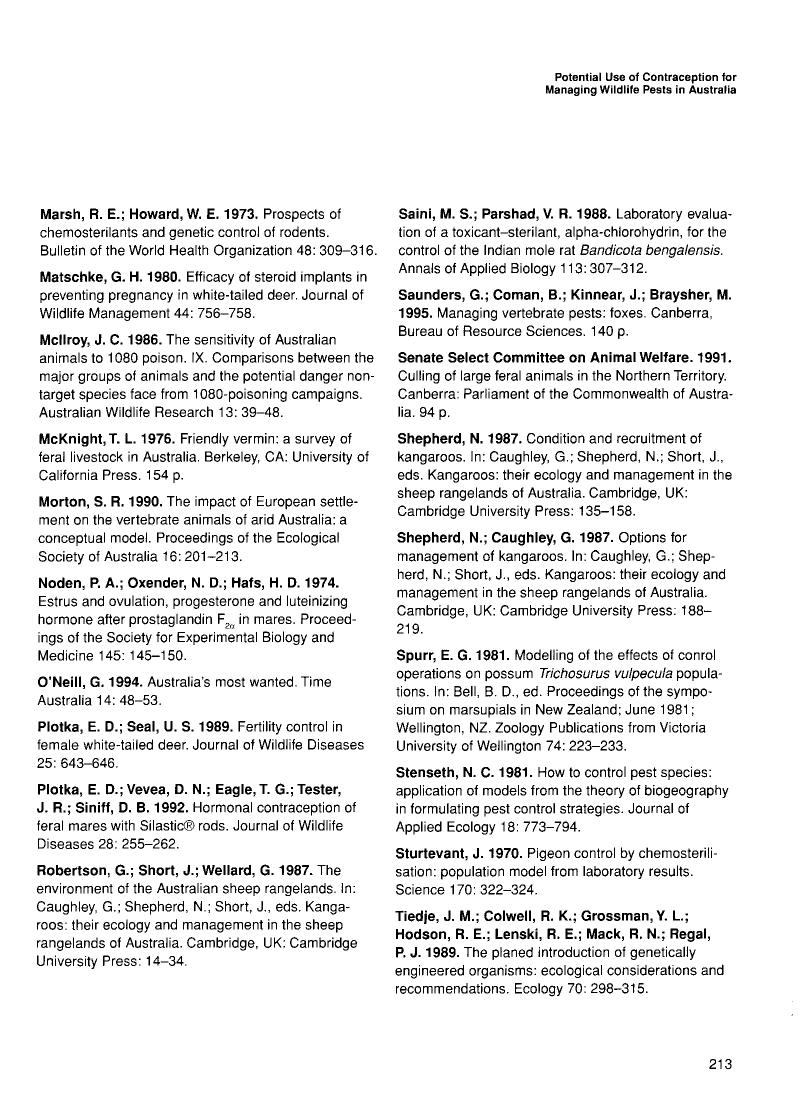 Potential Use of Contraception for
Managing Wildlife Pests in Australia
Marsh, R. E.; Howard, W. E. 1973. Prospects of
chemosterilants and genetic control of rodents.
Bulletin of the World Health Organization 48: 309–316.
Matschke, G. H. 1980. Efficacy of steroid implants in
preventing pregnancy in white-tailed deer. Journal of
Wildlife Management 44: 756–758.
McIlroy, J. C. 1986. The sensitivity of Australian
animals to 1080 poison. IX. Comparisons between the
major groups of animals and the potential danger non-
target species face from 1080-poisoning campaigns.
Australian Wildlife Research 13: 39–48.
McKnight, T. L. 1976. Friendly vermin: a survey of
feral livestock in Australia. Berkeley, CA: University of
California Press. 154 p.
Morton, S. R. 1990. The impact of European settle-
ment on the vertebrate animals of arid Australia: a
conceptual model. Proceedings of the Ecological
Society of Australia 16: 201–213.
Noden, P. A.; Oxender, N. D.; Hafs, H. D. 1974.
Estrus and ovulation, progesterone and luteinizing
hormone after prostaglandin F2α in mares. Proceed-
ings of the Society for Experimental Biology and
Medicine 145: 145–150.
O'Neill, G. 1994. Australia's most wanted. Time
Australia 14: 48–53.
Plotka, E. D.; Seal, U. S. 1989. Fertility control in
female white-tailed deer. Journal of Wildlife Diseases
25: 643–646.
Plotka, E. D.; Vevea, D. N.; Eagle, T. G.; Tester,
J. R.; Siniff, D. B. 1992. Hormonal contraception of
feral mares with Silastic® rods. Journal of Wildlife
Diseases 28: 255–262.
Robertson, G.; Short, J.; Wellard, G. 1987. The
environment of the Australian sheep rangelands. In:
Caughley, G.; Shepherd, N.; Short, J., eds. Kanga-
roos: their ecology and management in the sheep
rangelands of Australia. Cambridge, UK: Cambridge
University Press: 14–34.
Saini, M. S.; Parshad, V. R. 1988. Laboratory evalua-
tion of a toxicant–sterilant, alpha-chlorohydrin, for the
control of the Indian mole rat Bandicota bengalensis.
Annals of Applied Biology 113: 307–312.
Saunders, G.; Coman, B.; Kinnear, J.; Braysher, M.
1995. Managing vertebrate pests: foxes. Canberra,
Bureau of Resource Sciences. 140 p.
Senate Select Committee on Animal Welfare. 1991.
Culling of large feral animals in the Northern Territory.
Canberra: Parliament of the Commonwealth of Austra-
lia. 94 p.
Shepherd, N. 1987. Condition and recruitment of
kangaroos. In: Caughley, G.; Shepherd, N.; Short, J.,
eds. Kangaroos: their ecology and management in the
sheep rangelands of Australia. Cambridge, UK:
Cambridge University Press: 135–158.
Shepherd, N.; Caughley, G. 1987. Options for
management of kangaroos. In: Caughley, G.; Shep-
herd, N.; Short, J., eds. Kangaroos: their ecology and
management in the sheep rangelands of Australia.
Cambridge, UK: Cambridge University Press: 188–
219.
Spurr, E. G. 1981. Modelling of the effects of conrol
operations on possum Trichosurus vulpecula popula-
tions. In: Bell, B. D., ed. Proceedings of the sympo-
sium on marsupials in New Zealand; June 1981;
Wellington, NZ. Zoology Publications from Victoria
University of Wellington 74: 223–233.
Stenseth, N. C. 1981. How to control pest species:
application of models from the theory of biogeography
in formulating pest control strategies. Journal of
Applied Ecology 18: 773–794.
Sturtevant, J. 1970. Pigeon control by chemosterili-
sation: population model from laboratory results.
Science 170: 322–324.
Tiedje, J. M.; Colwell, R. K.; Grossman, Y. L.;
Hodson, R. E.; Lenski, R. E.; Mack, R. N.; Regal,
P. J. 1989. The planed introduction of genetically
engineered organisms: ecological considerations and
recommendations. Ecology 70: 298–315.
213